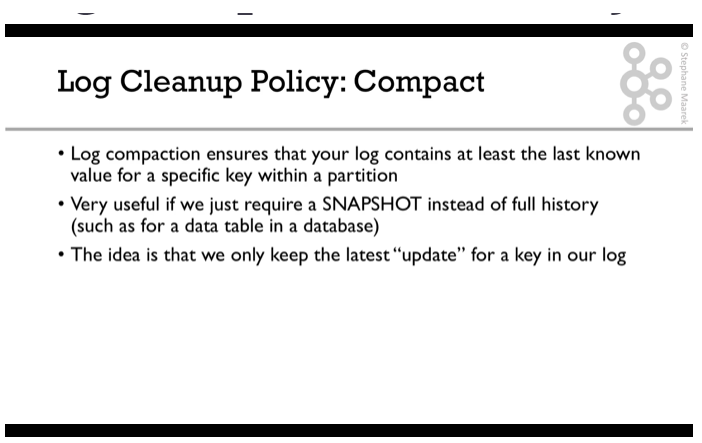 Log Cleanup Policy: Compact
© Stephane Maarek
• Log compaction ensures that your log contains at least the last known
value for a specific key within a partition
• Very useful if we just require a SNAPSHOT instead of full history
(such as for a data table in a database)
• The idea is that we only keep the latest “update” for a key in our log